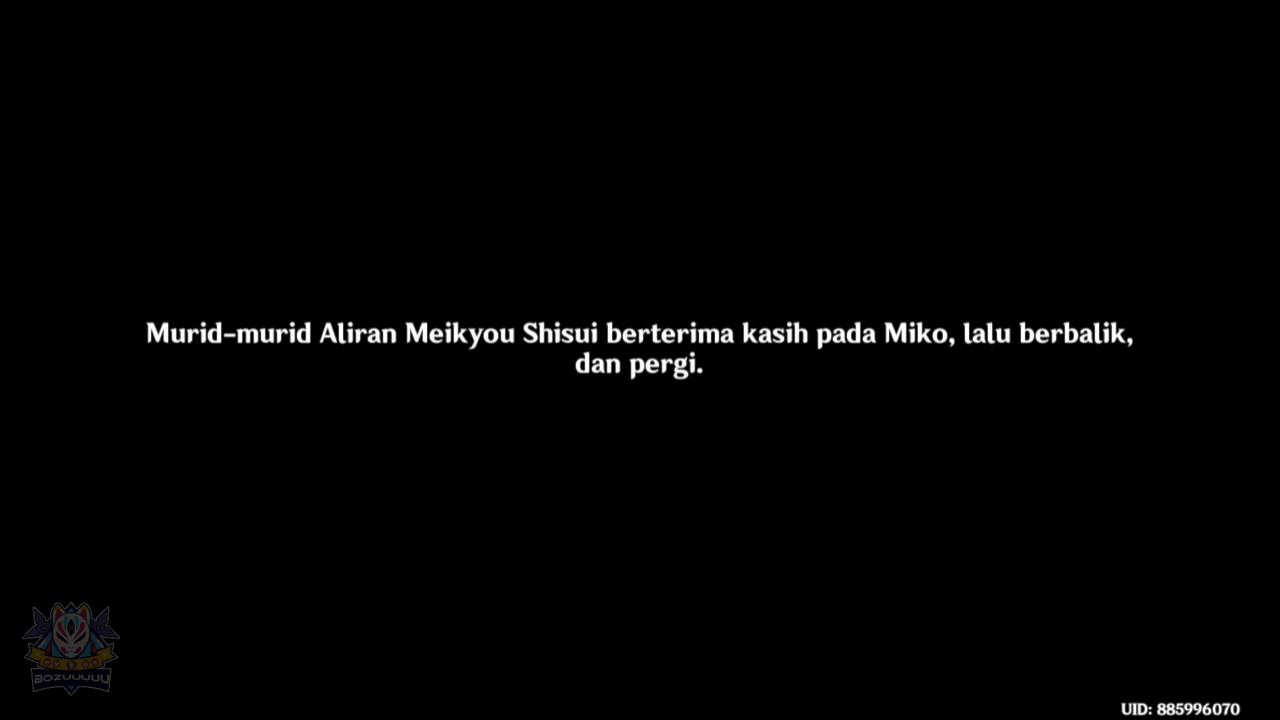 Murid-murid Aliran Meikyou Shisui berterima kasih pada Miko, lalu berbalik,
dan pergi.
BOZUUUUU
UID: 885996070